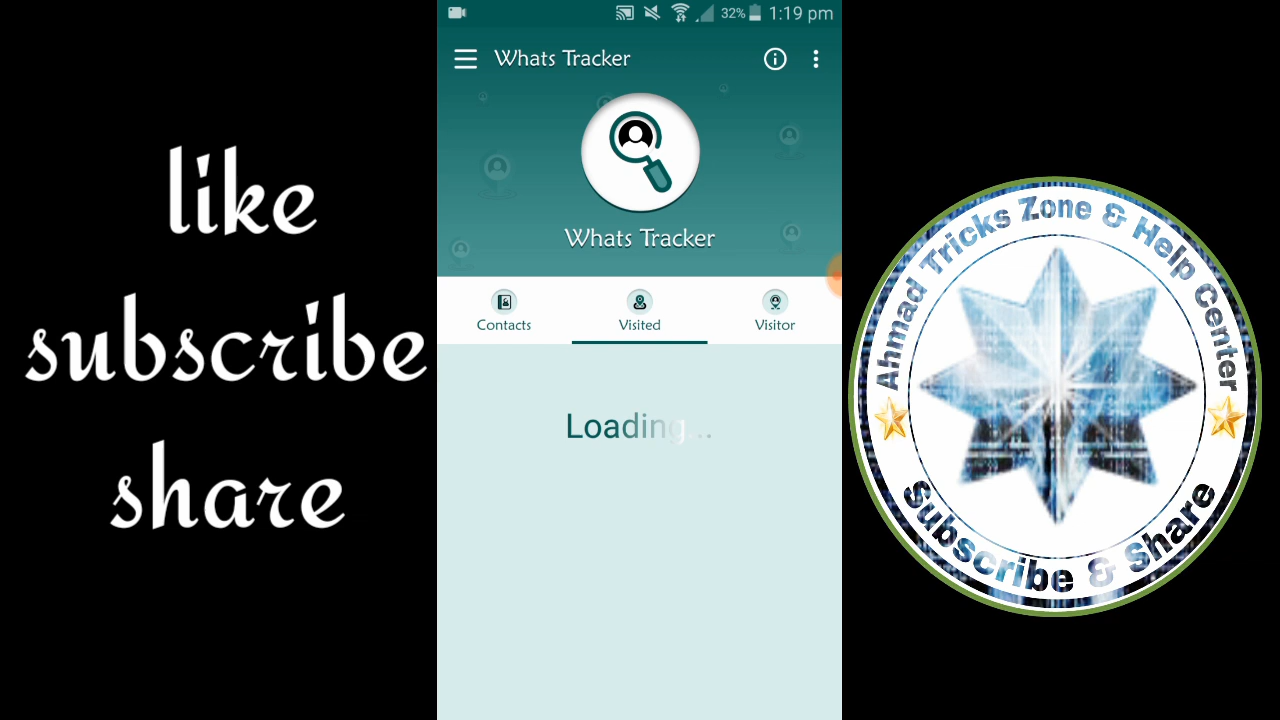 like
subscribe
share
32% 1:19 pm
Whats Tracker
Whats Tracker
Contacts
Visited
Visitor
Loading...
Ahmad Tricks Zone & Help center
Subscribe & Share